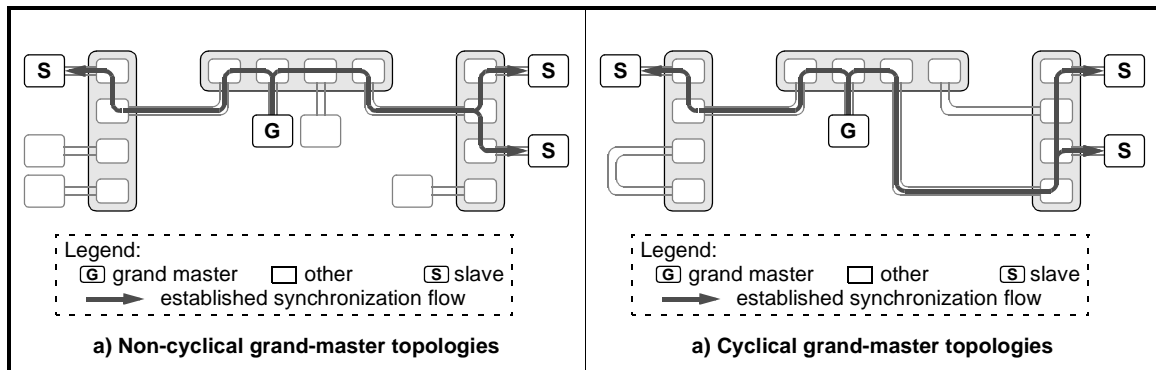 S
S
G
S
Legend:
G grand master other S slave
established synchronization flow
a) Non-cyclical grand-master topologies
S
S
G
S
Legend:
G grand master other S slave
established synchronization flow
a) Cyclical grand-master topologies